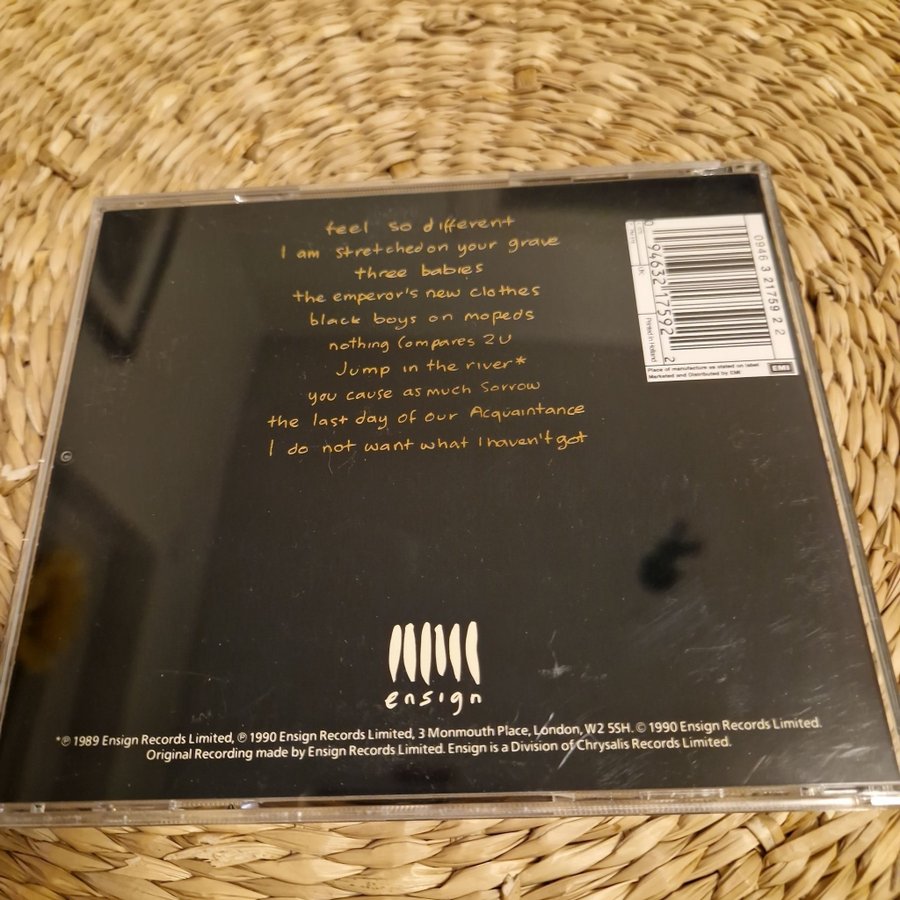 feel so different
I am stretched on your grave
three babies
the emperor's new clothes
black boys on mopeds
nothing Compares 2U
Jump in the river*
you cause as much Sorrow
the last day of our Acquaintance
I do not want what I haven't got
0946 3 21759 2 2
0 94632 17592 2
UK:
Printed in Holland
Place of manufacture as stated on label
Marketed and Distributed by EMI
EMI
ensign
*℗ 1989 Ensign Records Limited, ℗ 1990 Ensign Records Limited, 3 Monmouth Place, London, W2 5SH. © 1990 Ensign Records Limited.
Original Recording made by Ensign Records Limited. Ensign is a Division of Chrysalis Records Limited.